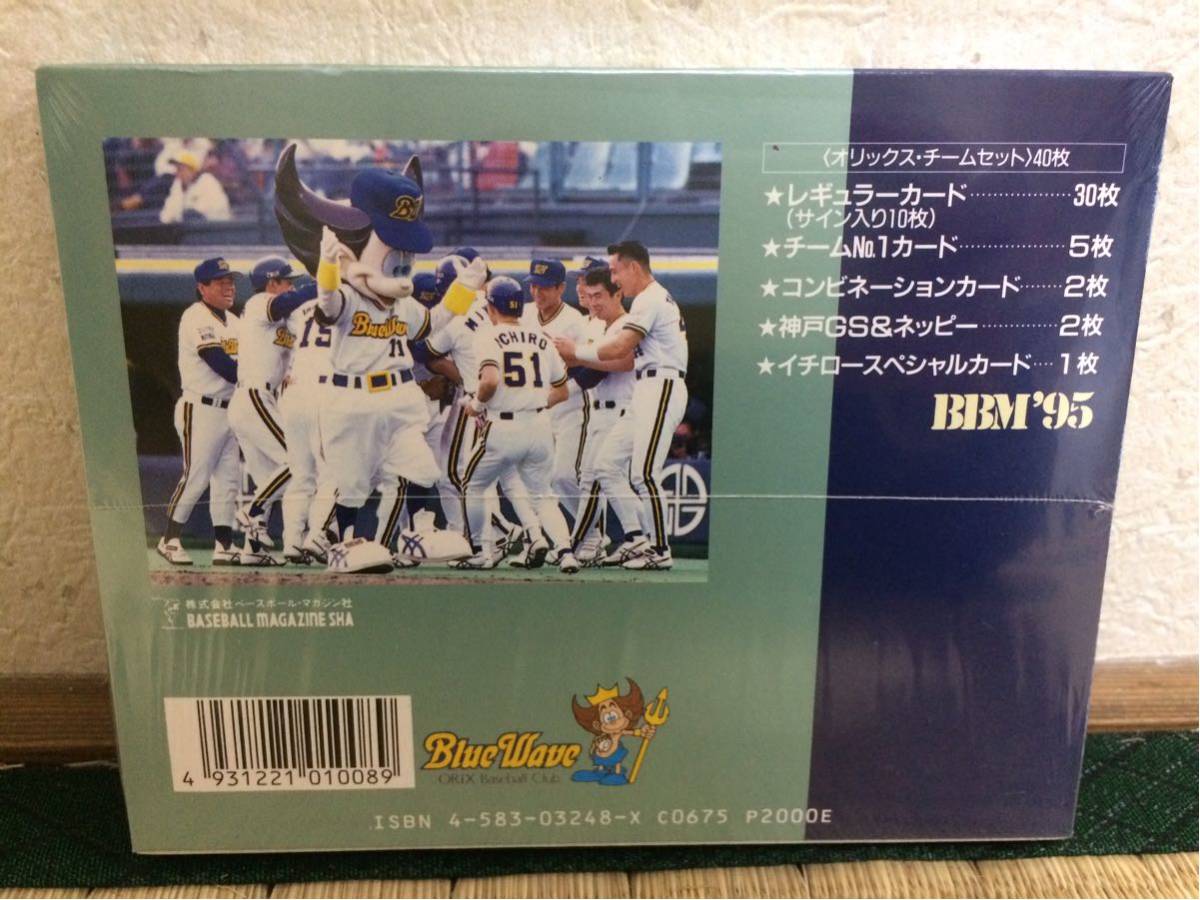 〈オリックス・チームセット〉40枚
★レギュラーカード………………30枚
(サイン入り10枚)
★チームNo.1カード………………5枚
★コンビネーションカード……2枚
★神戸GS&ネッピー……………2枚
★イチロースペシャルカード…1枚
BBM '95
ICHIRO
51
15
BlueWave
11
株式会社ベースボール・マガジン社
BASEBALL MAGAZINE SHA
4 931221 010089
BlueWave
ORIX Baseball Club
ISBN 4-583-03248-X C0675 P2000E